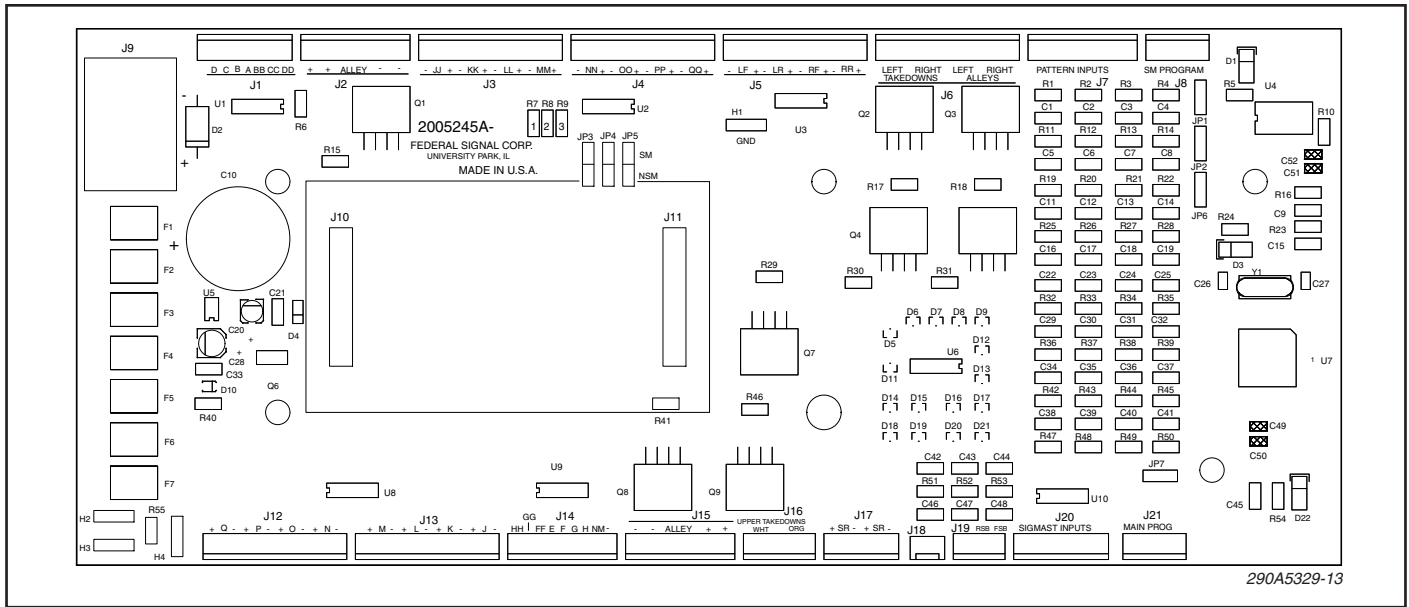 J9
D C B A BB CC DD
J1
+ + ALLEY - -
J2
- JJ + - KK + - LL + - MM+
J3
- NN + - OO + - PP + - QQ +
J4
- LF + - LR + - RF + - RR +
J5
LEFT RIGHT LEFT RIGHT
TAKEDOWNS ALLEYS
J6
PATTERN INPUTS
J7
SM PROGRAM
J8
D1
U4
R5
R10
U1
R6
- D2 +
Q1
2005245A-
FEDERAL SIGNAL CORP.
UNIVERSITY PARK, IL
MADE IN U.S.A.
R7 R8 R9
1 2 3
U2
JP3 JP4 JP5
SM
NSM
H1
GND
U3
Q2 Q3
R1 R2 R3 R4
C1 C2 C3 C4
JP1
R11 R12 R13 R14
C5 C6 C7 C8
JP2
R19 R20 R21 R22
C11 C12 C13 C14
JP6
R25 R26 R27 R28
C16 C17 C18 C19
C22 C23 C24 C25
R32 R33 R34 R35
C29 C30 C31 C32
R36 R37 R38 R39
C34 C35 C36 C37
R42 R43 R44 R45
C38 C39 C40 C41
R47 R48 R49 R50
C52
C51
R16
C9
R23
C15
R24
D3
C26 Y1 C27
1 U7
C49
C50
JP7
C45 R54 D22
R15
C10
+
J10 J11
R17 R18
Q4
R29 R30 R31
F1
F2
F3
F4
F5
F6
F7
U5 C21
C20 D4
+
C28 +
C33
D10 Q6
R40
Q7
R46
R41
D6 D7 D8 D9
D5 D12
U6
D11 D13
D14 D15 D16 D17
D18 D19 D20 D21
C42 C43 C44
R51 R52 R53
C46 C47 C48
U8
U9
Q8 Q9
U10
H2
R55
H3
H4
J12
+ Q - + P - + O - + N -
J13
+ M - + L - + K - + J -
GG J14
HH FF E F G H NM -
J15
- - ALLEY + +
J16
UPPER TAKEDOWNS
WHT ORG
J17
+ SR - + SR -
J18
J19 RSB FSB
J20
SIGMAST INPUTS
J21
MAIN PROG
290A5329-13